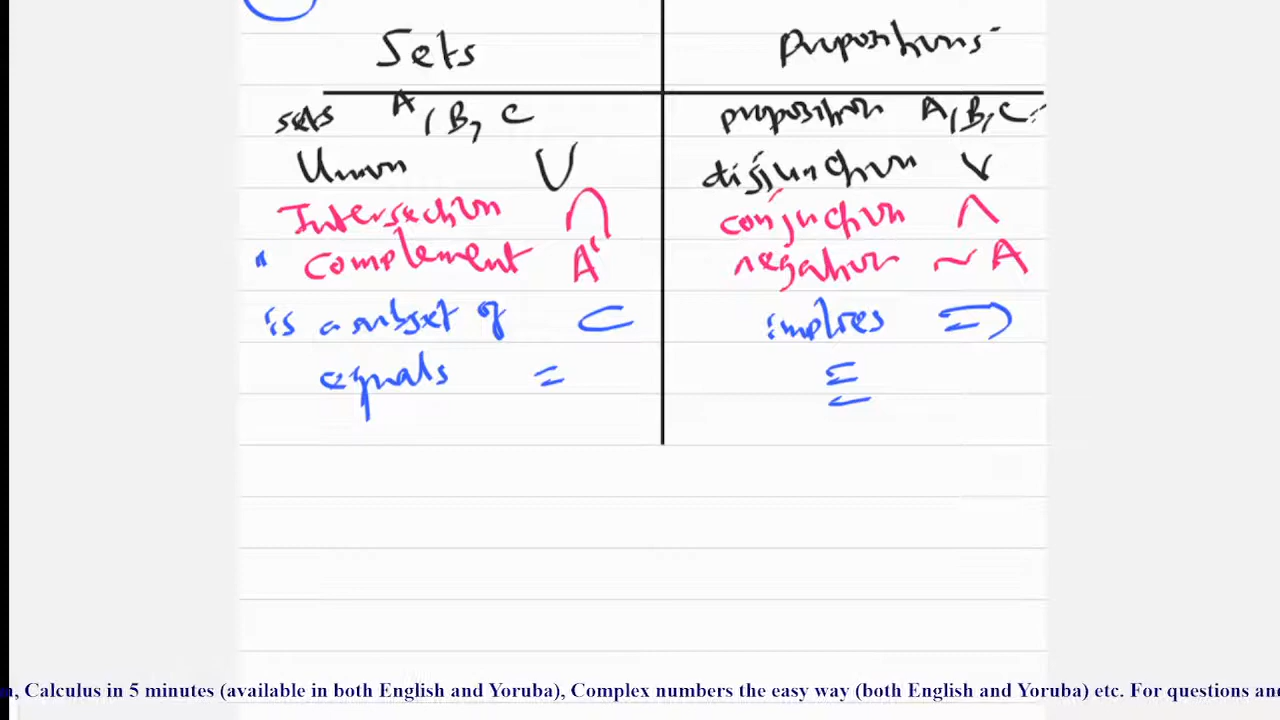 Sets Propositions
sets A, B, C proposition A, B, C
Union ∪ disjunction ∨
Intersection ∩ conjunction ∧
complement A' negation ~A
is a subset of ⊂ implies ⇒
equals = ≡
, Calculus in 5 minutes (available in both English and Yoruba), Complex numbers the easy way (both English and Yoruba) etc. For questions